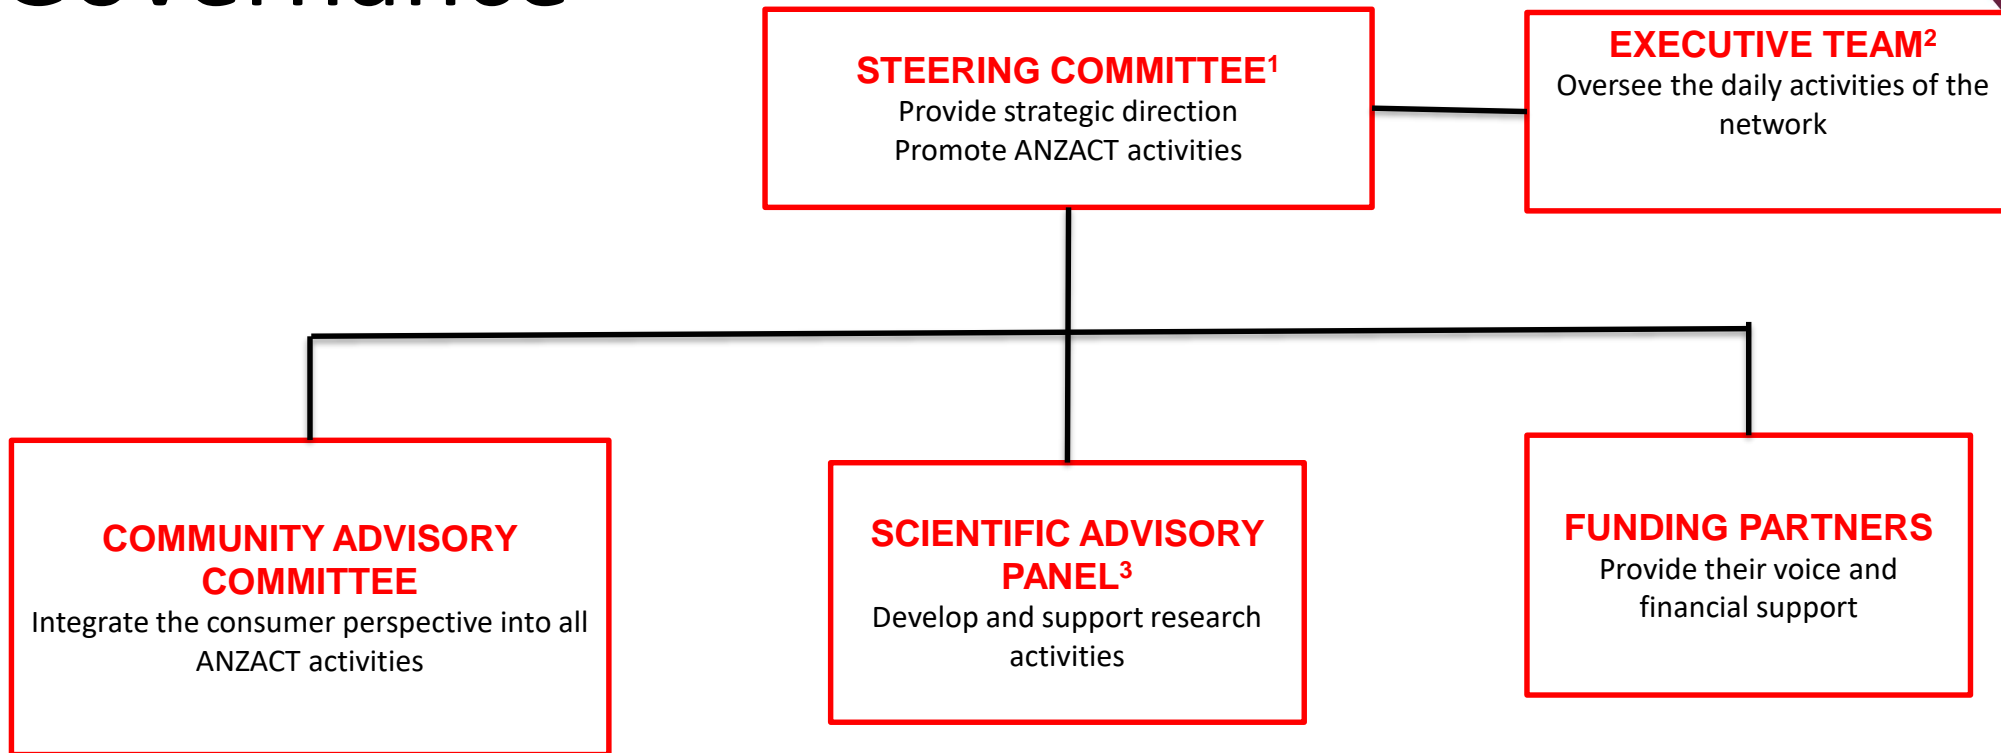 Governance
STEERING COMMITTEE¹
Provide strategic direction
Promote ANZACT activities
EXECUTIVE TEAM²
Oversee the daily activities of the
network
COMMUNITY ADVISORY
COMMITTEE
Integrate the consumer perspective into all
ANZACT activities
SCIENTIFIC ADVISORY
PANEL³
Develop and support research
activities
FUNDING PARTNERS
Provide their voice and
financial support